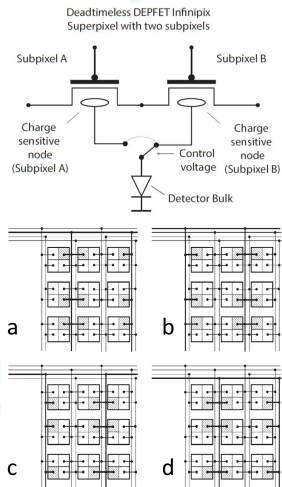 Deadtimeless DEPFET Infinipix
Superpixel with two subpixels
Subpixel A
Subpixel B
Charge
sensitive
node
(Subpixel A)
Control
voltage
Charge
sensitive
node
(Subpixel B)
Detector Bulk
a
b
c
d